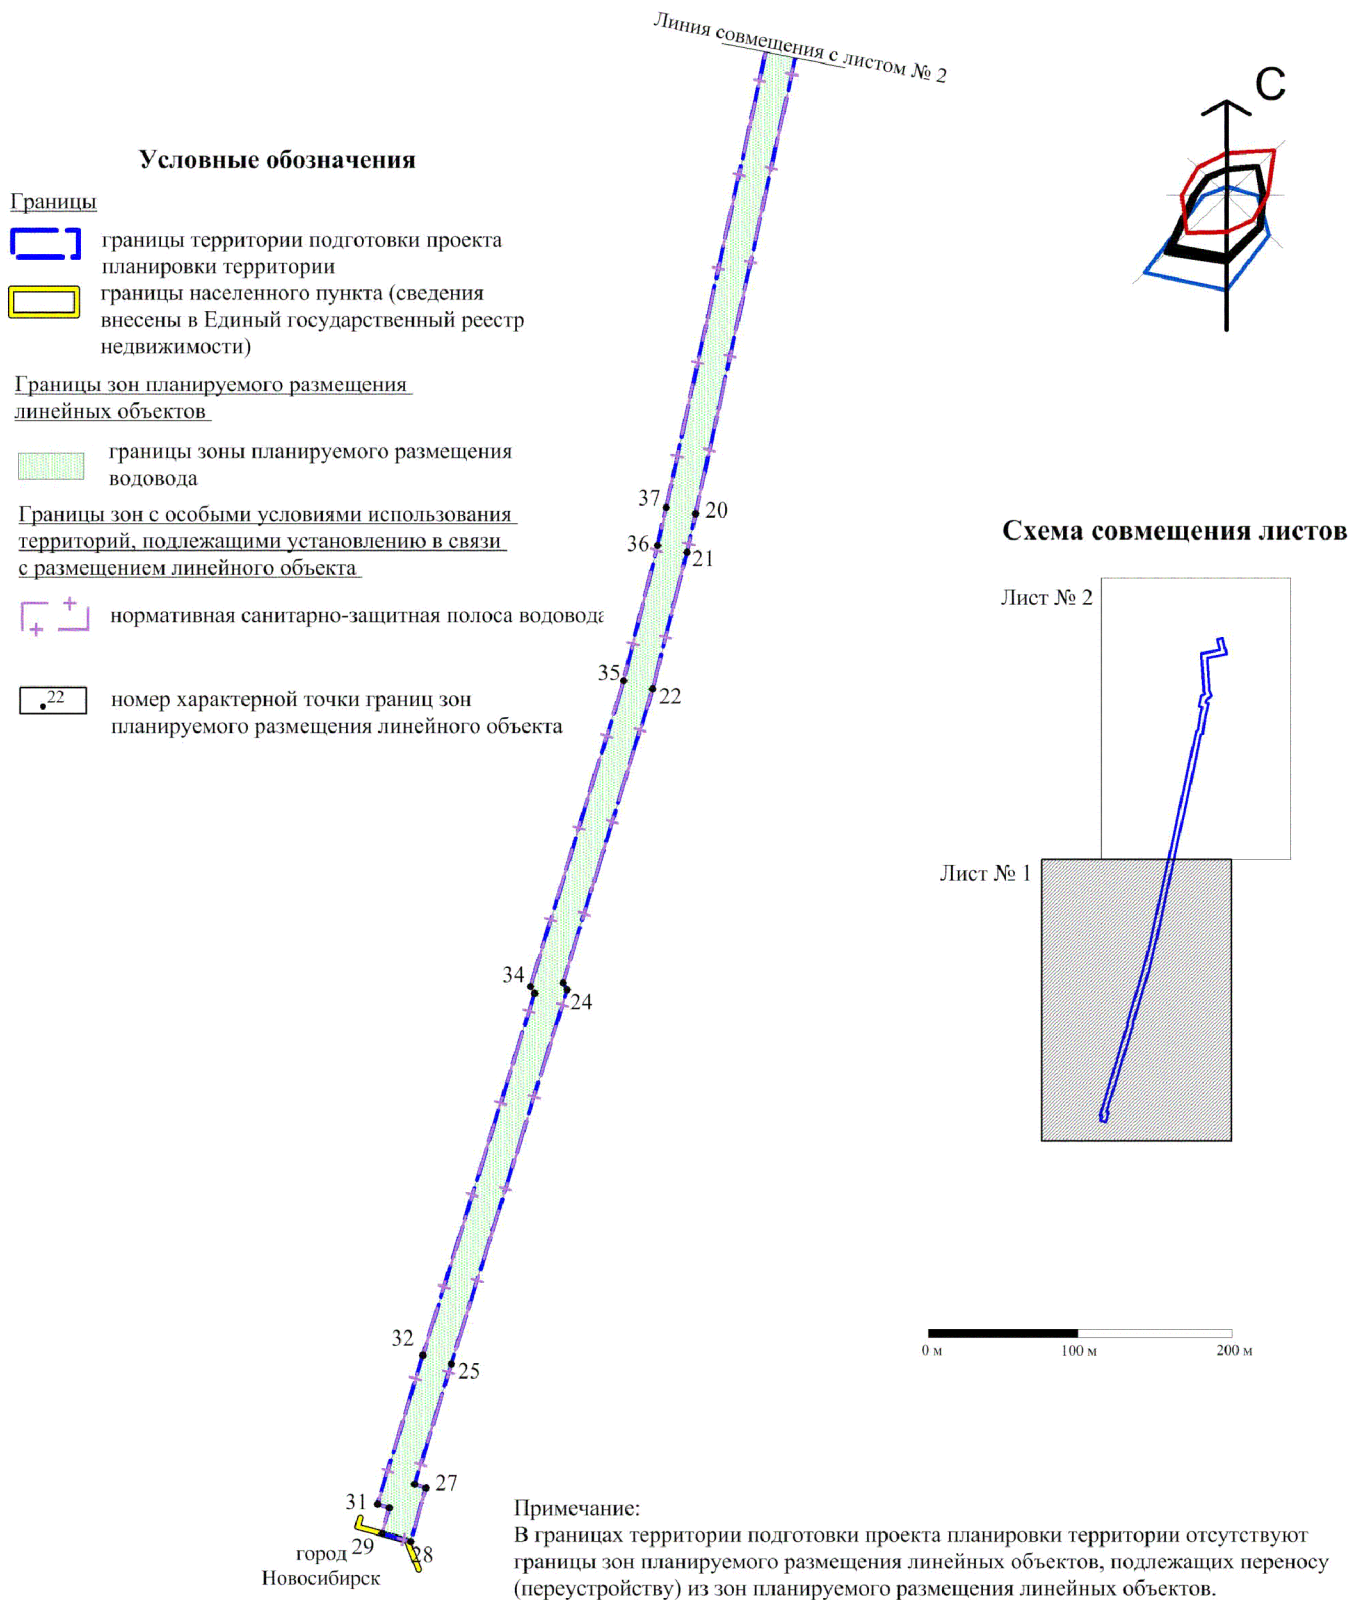 Линия совмещения с листом № 2
С
Условные обозначения
Границы
границы территории подготовки проекта
планировки территории
границы населенного пункта (сведения
внесены в Единый государственный реестр
недвижимости)
Границы зон планируемого размещения
линейных объектов
границы зоны планируемого размещения
водовода
Границы зон с особыми условиями использования
территорий, подлежащими установлению в связи
с размещением линейного объекта
нормативная санитарно-защитная полоса водовода
22
номер характерной точки границ зон
планируемого размещения линейного объекта
37
20
36
21
35
22
34
24
32
25
27
31
29
28
город
Новосибирск
Схема совмещения листов
Лист № 2
Лист № 1
0 м
100 м
200 м
Примечание:
В границах территории подготовки проекта планировки территории отсутствуют
границы зон планируемого размещения линейных объектов, подлежащих переносу
(переустройству) из зон планируемого размещения линейных объектов.